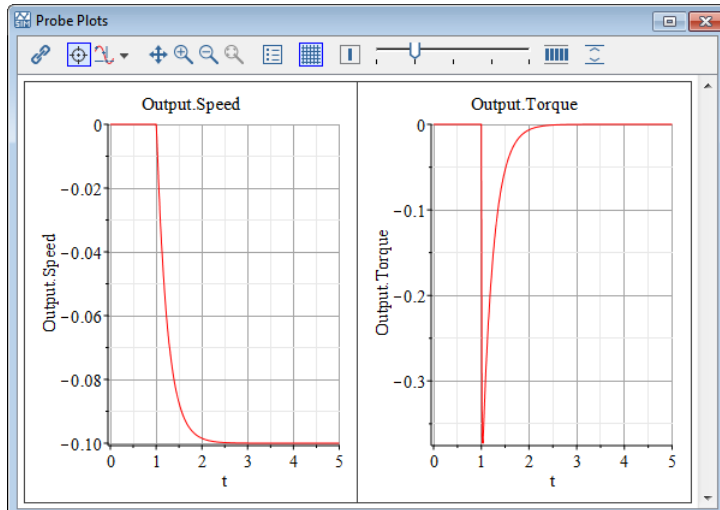 Probe Plots
Output.Speed
0
−0.02
−0.04
−0.06
−0.08
−0.10
Output.Speed
0 1 2 3 4 5
t
Output.Torque
0
−0.1
−0.2
−0.3
Output.Torque
0 1 2 3 4 5
t